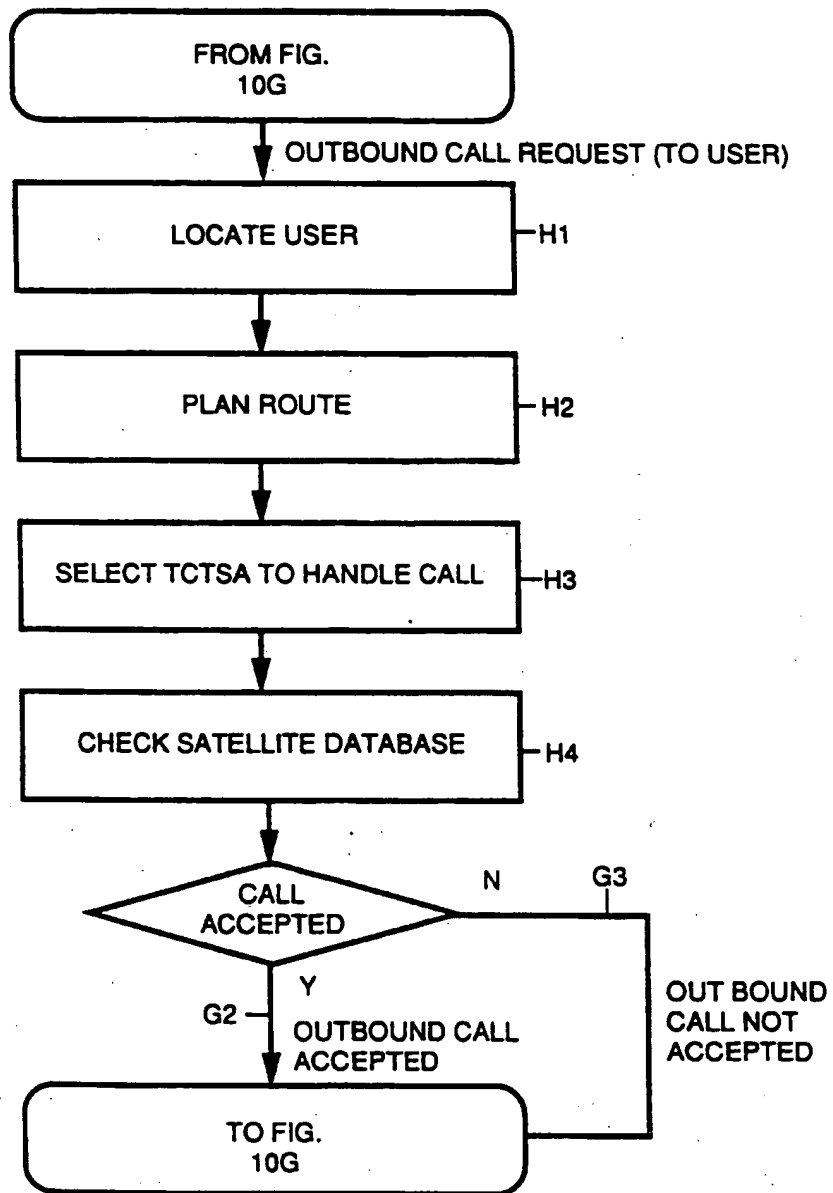 FROM FIG.
10G
OUTBOUND CALL REQUEST (TO USER)
LOCATE USER
H1
PLAN ROUTE
H2
SELECT TCTSA TO HANDLE CALL
H3
CHECK SATELLITE DATABASE
H4
CALL
ACCEPTED
N
G3
Y
G2
OUTBOUND CALL
ACCEPTED
OUT BOUND
CALL NOT
ACCEPTED
TO FIG.
10G